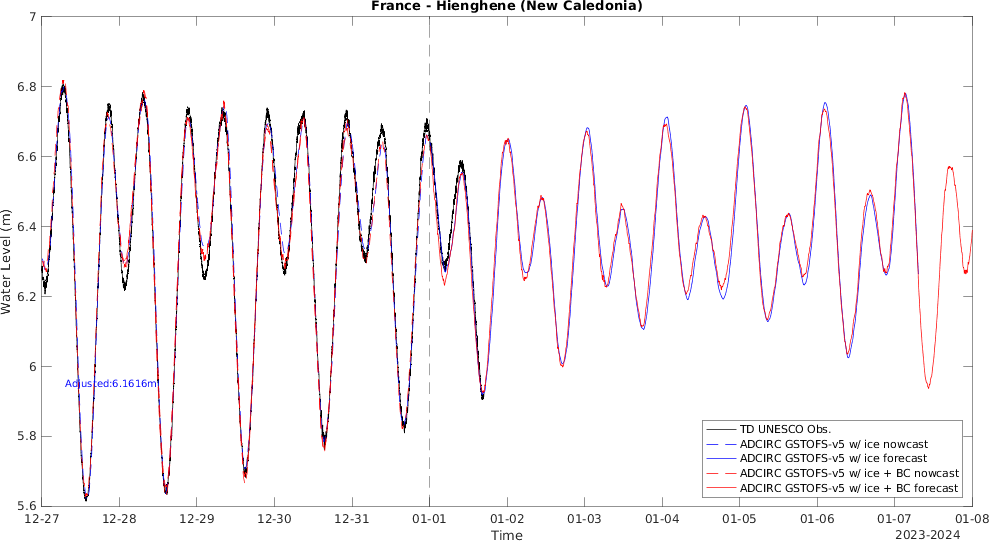 France - Hienghene (New Caledonia)
7
6.8
6.6
6.4
6.2
6
5.8
5.6
Water Level (m)
Adjusted:6.1616m
TD UNESCO Obs.
ADCIRC GSTOFS-v5 w/ ice nowcast
ADCIRC GSTOFS-v5 w/ ice forecast
ADCIRC GSTOFS-v5 w/ ice + BC nowcast
ADCIRC GSTOFS-v5 w/ ice + BC forecast
12-27 12-28 12-29 12-30 12-31 01-01 01-02 01-03 01-04 01-05 01-06 01-07 01-08
Time
2023-2024